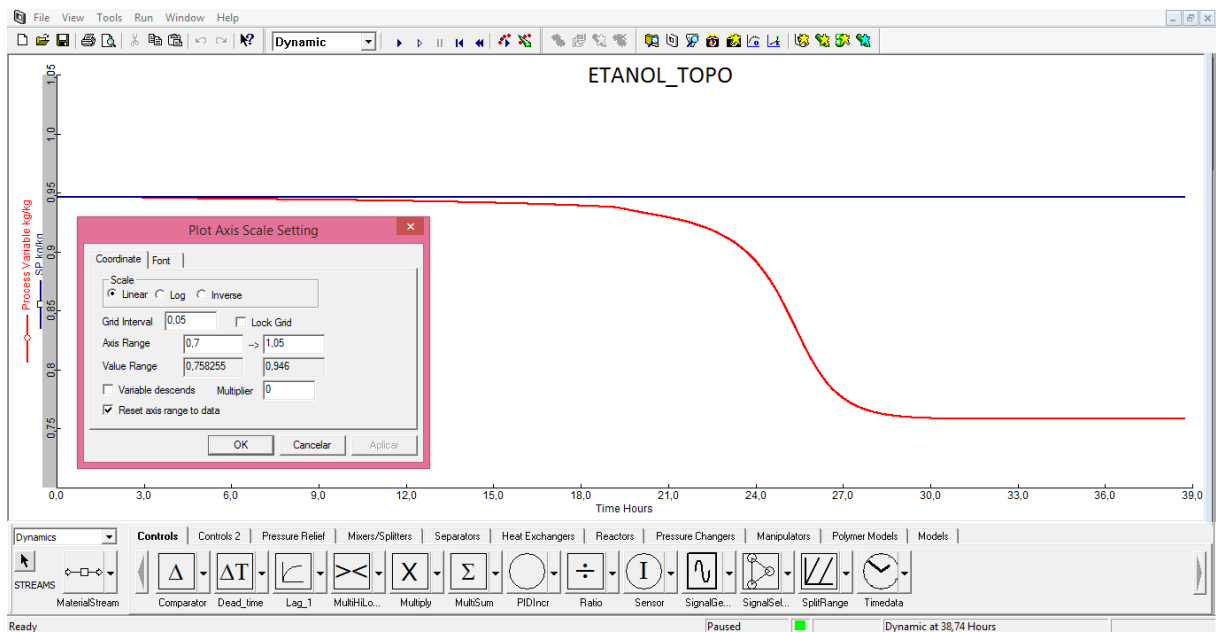 File View Tools Run Window Help
Dynamic
ETANOL_TOPO
1,05
1,0
0,95
0,9
0,85
0,8
0,75
Process Variable kg/kg
SP kg/kg
Plot Axis Scale Setting
Coordinate Font
Scale
Linear Log Inverse
Grid Interval 0,05 Lock Grid
Axis Range 0,7 --> 1,05
Value Range 0,758255 0,946
Variable descends Multiplier 0
Reset axis range to data
OK Cancelar Aplicar
0,0 3,0 6,0 9,0 12,0 15,0 18,0 21,0 24,0 27,0 30,0 33,0 36,0 39,0
Time Hours
Dynamics Controls Controls 2 Pressure Relief Mixers/Splitters Separators Heat Exchangers Reactors Pressure Changers Manipulators Polymer Models Models
Δ ΔT >< X Σ ÷ I
STREAMS
MaterialStream Comparator Dead_time Lag_1 MultiHiLo... Multiply MultiSum PIDIncr Ratio Sensor SignalGe... SignalSel... SplitRange Timedata
Ready Paused Dynamic at 38,74 Hours